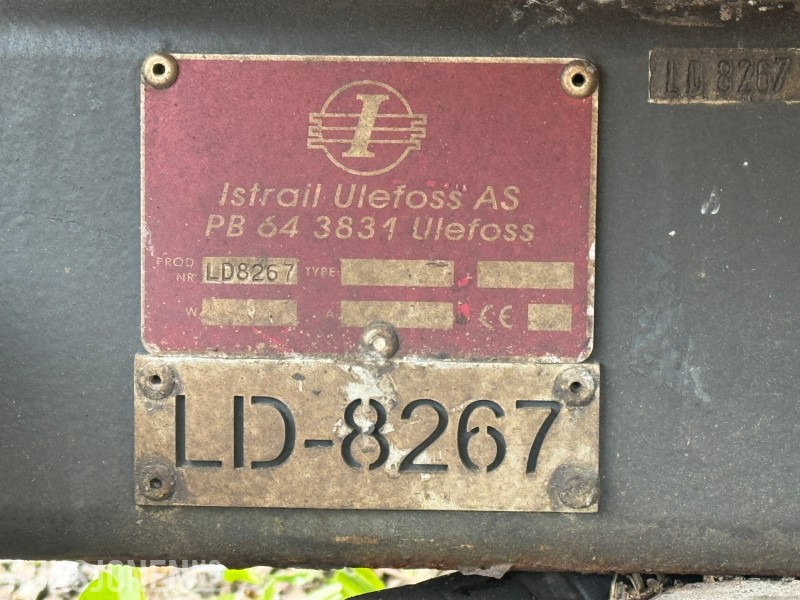 LD 8267
I
Istrail Ulefoss AS
PB 64 3831 Ulefoss
PROD NR LD8267 TYPE:
W A CE
LD-8267